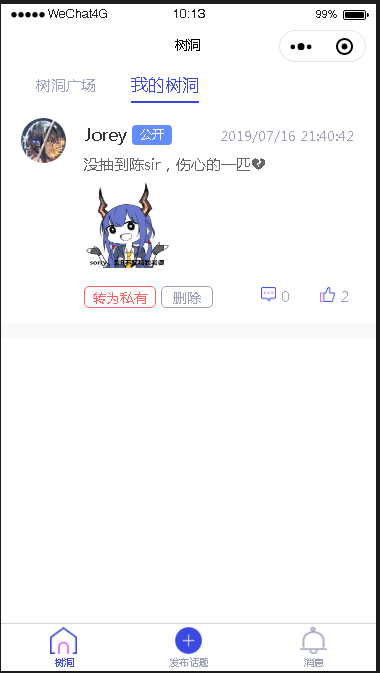 WeChat4G 10:13 99%
树洞
树洞广场 我的树洞
Jorey 公开 2019/07/16 21:40:42
没抽到陈sir，伤心的一匹💔
转为私有 删除 0 2
树洞 发布话题 消息